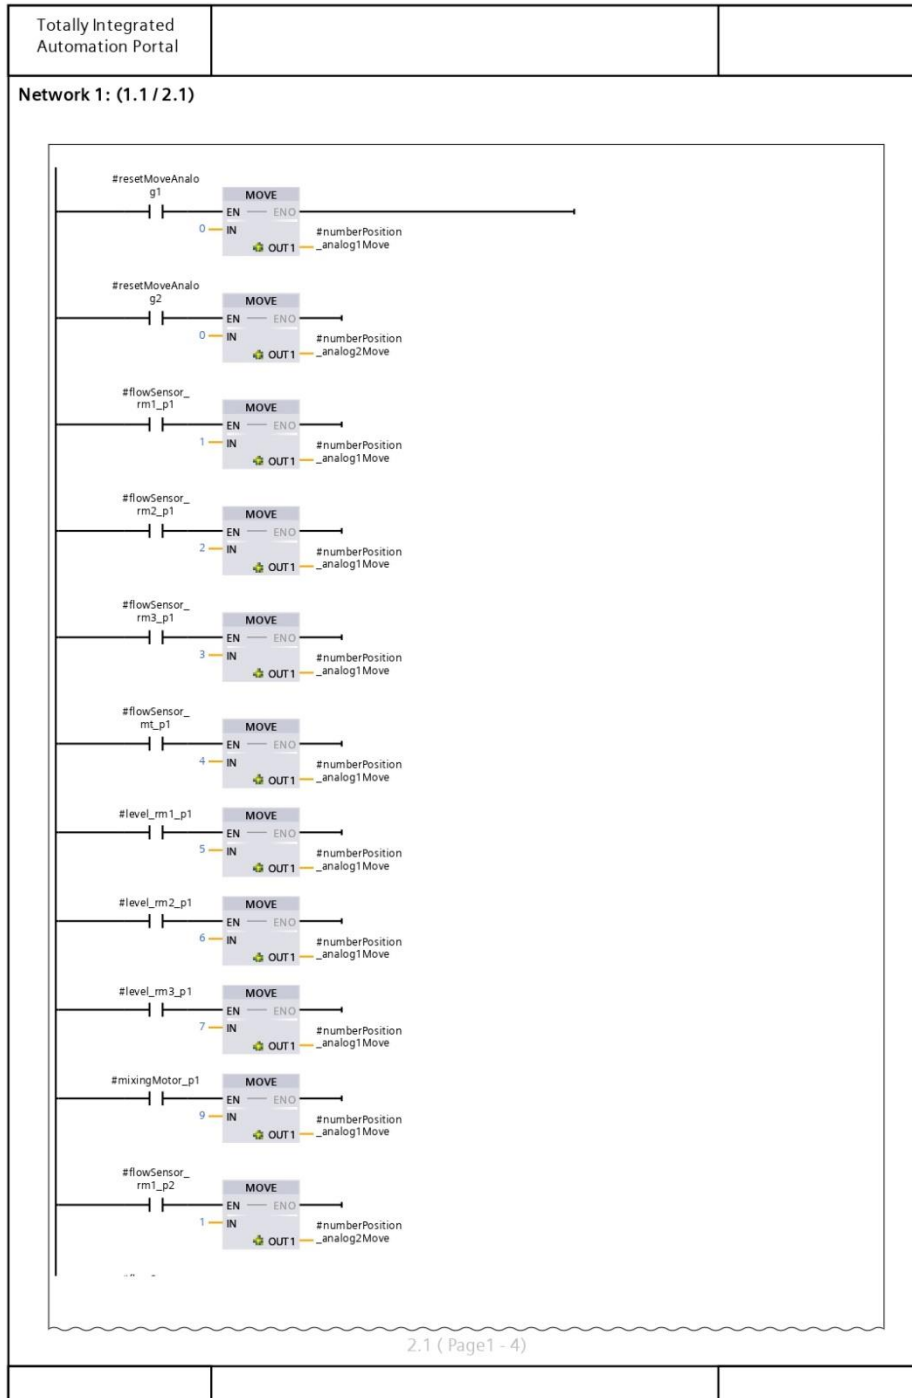 Totally Integrated
Automation Portal
Network 1: (1.1 / 2.1)
#resetMoveAnalo
g1
MOVE
EN ENO
0 IN
#numberPosition
OUT1 _analog1Move
#resetMoveAnalo
g2
MOVE
EN ENO
0 IN
#numberPosition
OUT1 _analog2Move
#flowSensor_
rm1_p1
MOVE
EN ENO
1 IN
#numberPosition
OUT1 _analog1Move
#flowSensor_
rm2_p1
MOVE
EN ENO
2 IN
#numberPosition
OUT1 _analog1Move
#flowSensor_
rm3_p1
MOVE
EN ENO
3 IN
#numberPosition
OUT1 _analog1Move
#flowSensor_
mt_p1
MOVE
EN ENO
4 IN
#numberPosition
OUT1 _analog1Move
#level_rm1_p1
MOVE
EN ENO
5 IN
#numberPosition
OUT1 _analog1Move
#level_rm2_p1
MOVE
EN ENO
6 IN
#numberPosition
OUT1 _analog1Move
#level_rm3_p1
MOVE
EN ENO
7 IN
#numberPosition
OUT1 _analog1Move
#mixingMotor_p1
MOVE
EN ENO
9 IN
#numberPosition
OUT1 _analog1Move
#flowSensor_
rm1_p2
MOVE
EN ENO
1 IN
#numberPosition
OUT1 _analog2Move
2.1 ( Page1 - 4)